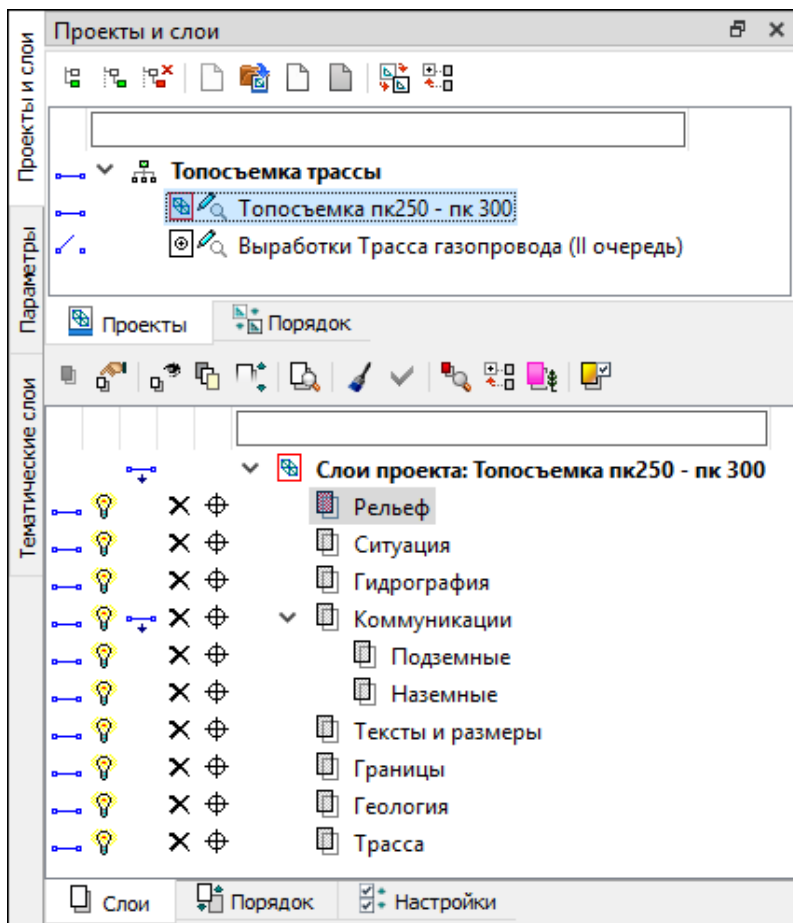 Проекты и слои
Проекты и слои
Параметры
Тематические слои
Топосъемка трассы
Топосъемка пк250 - пк 300
Выработки Трасса газопровода (II очередь)
Проекты
Порядок
Слои проекта: Топосъемка пк250 - пк 300
Рельеф
Ситуация
Гидрография
Коммуникации
Подземные
Наземные
Тексты и размеры
Границы
Геология
Трасса
Слои
Порядок
Настройки